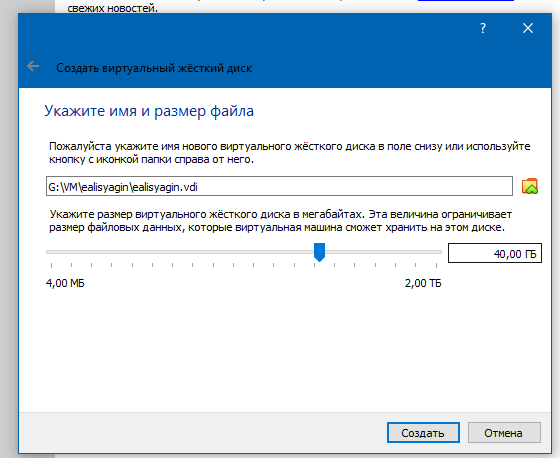 свежих новостей.
?
Создать виртуальный жёсткий диск
Укажите имя и размер файла
Пожалуйста укажите имя нового виртуального жёсткого диска в поле снизу или используйте
кнопку с иконкой папки справа от него.
G:\VM\ealisyagin\ealisyagin.vdi
Укажите размер виртуального жёсткого диска в мегабайтах. Эта величина ограничивает
размер файловых данных, которые виртуальная машина сможет хранить на этом диске.
40,00 ГБ
4,00 МБ 2,00 ТБ
Создать Отмена